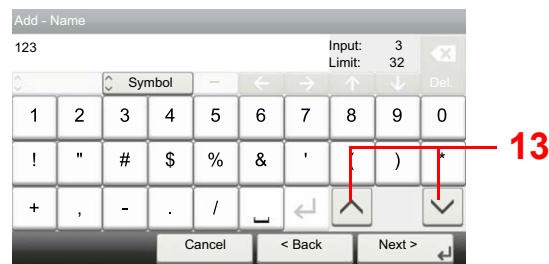 Add - Name
123 Input: 3
Limit: 32
Symbol Del.
1 2 3 4 5 6 7 8 9 0
! " # $ % & ' ( ) *
+ , - . /
Cancel < Back Next >
13